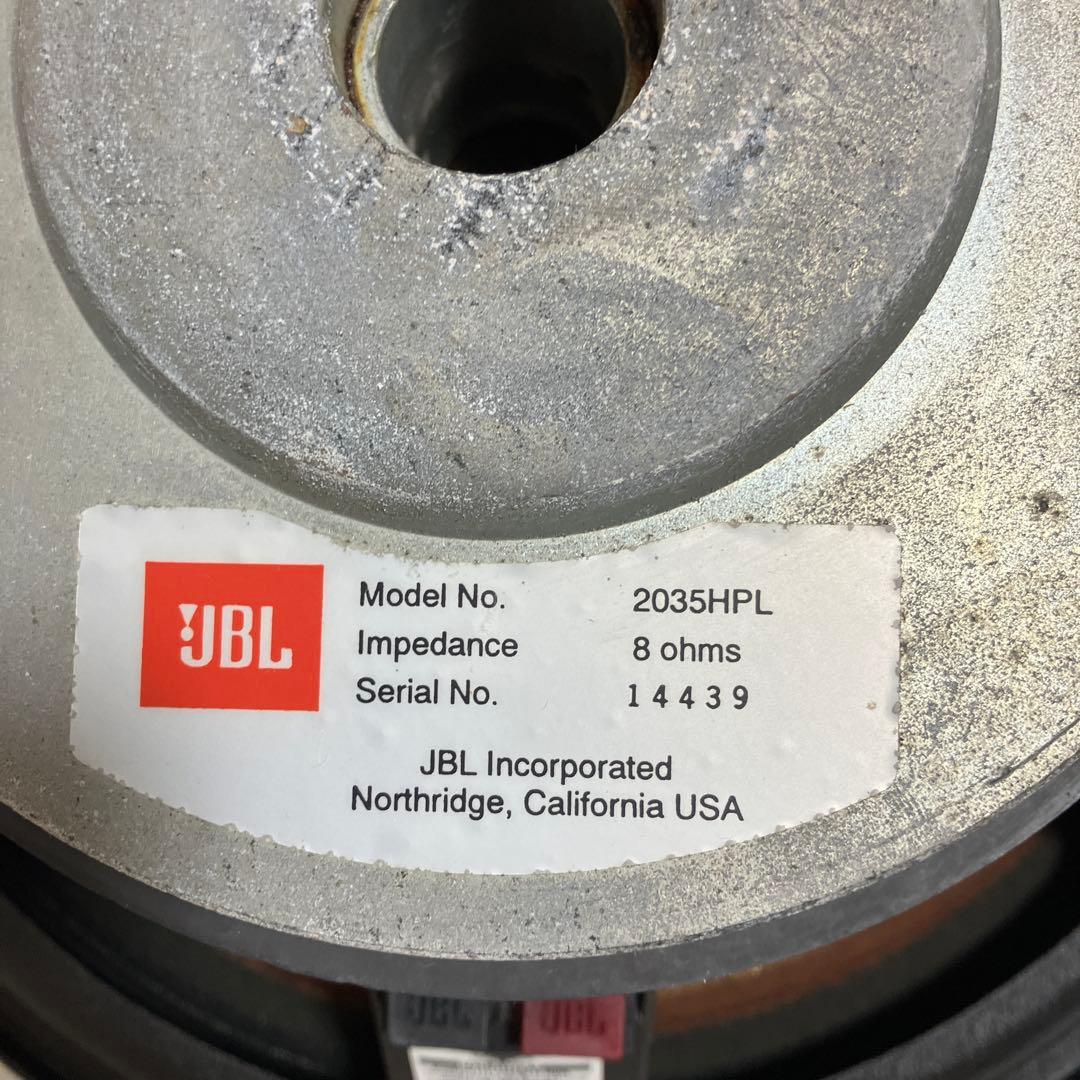 JBL
Model No. 2035HPL
Impedance 8 ohms
Serial No. 14439
JBL Incorporated
Northridge, California USA
JBL JBL